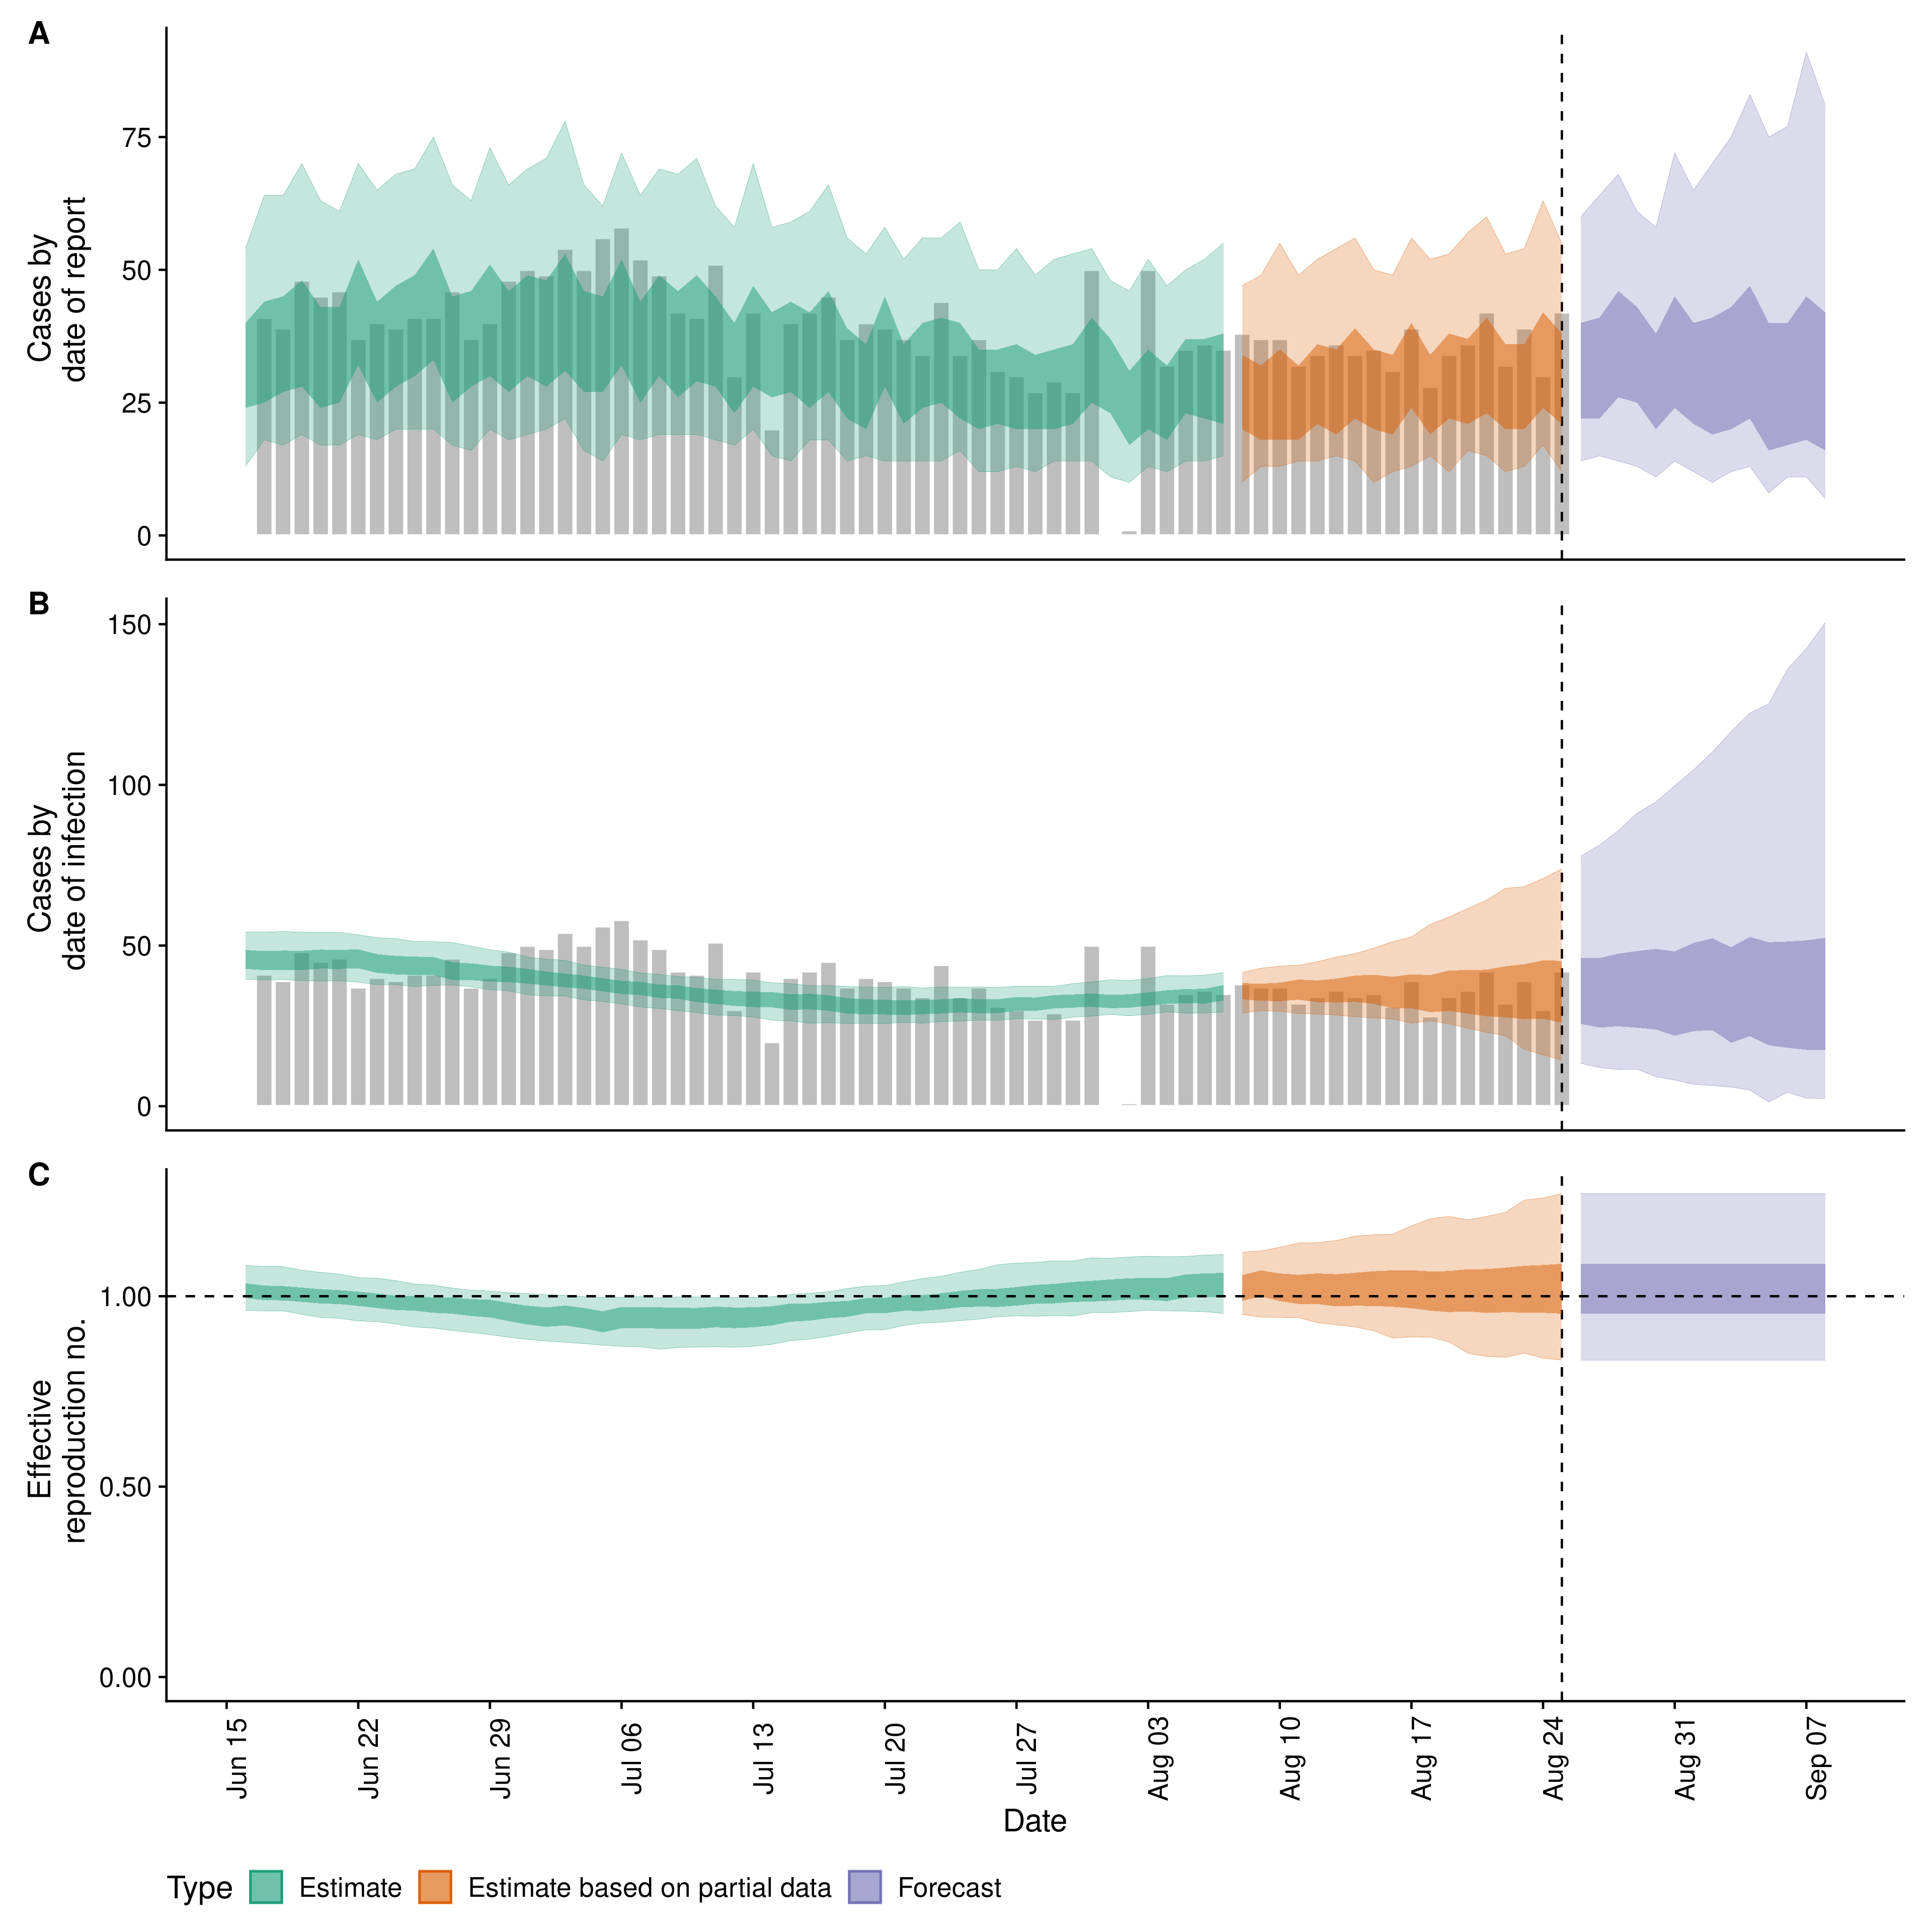 A
Cases by
date of report
75
50
25
0
B
Cases by
date of infection
150
100
50
0
C
Effective
reproduction no.
1.00
0.50
0.00
Jun 15
Jun 22
Jun 29
Jul 06
Jul 13
Jul 20
Jul 27
Aug 03
Aug 10
Aug 17
Aug 24
Aug 31
Sep 07
Date
Type
Estimate
Estimate based on partial data
Forecast